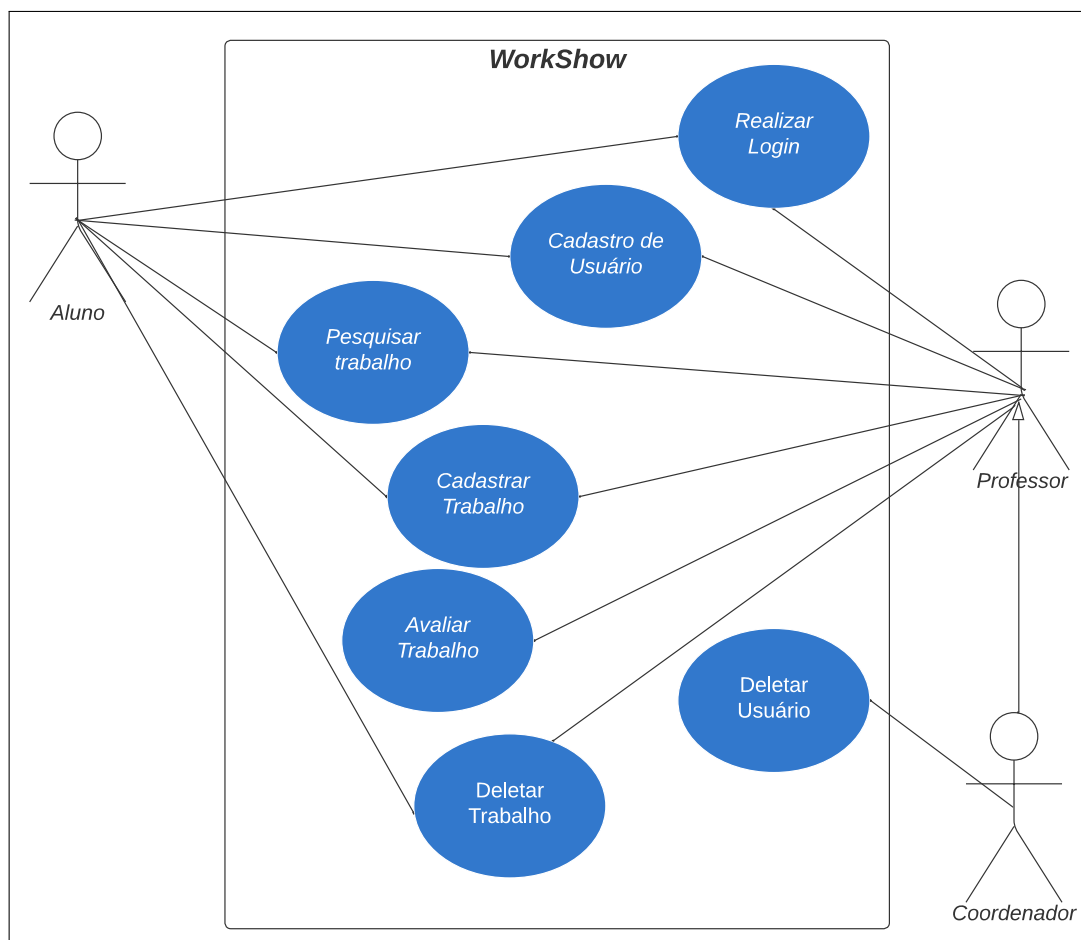 WorkShow
Realizar
Login
Cadastro de
Usuário
Aluno
Pesquisar
trabalho
Cadastrar
Trabalho
Professor
Avaliar
Trabalho
Deletar
Usuário
Deletar
Trabalho
Coordenador